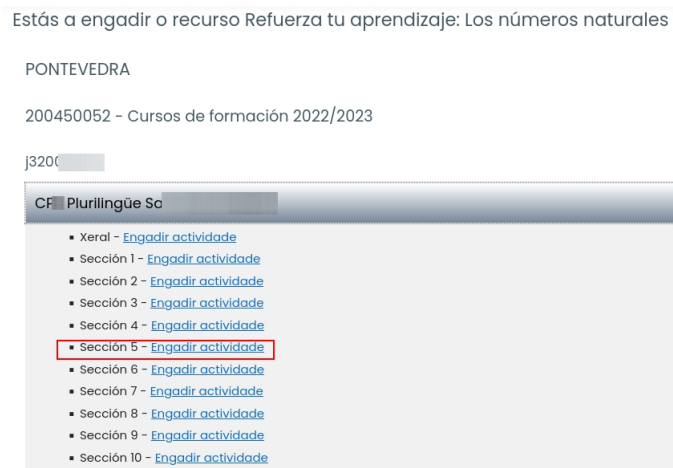 Estás a engadir o recurso Refuerza tu aprendizaje: Los números naturales
PONTEVEDRA
200450052 - Cursos de formación 2022/2023
j320
Plurilingüe
Xeral - Engadir actividade
Sección 1 - Engadir actividade
Sección 2 - Engadir actividade
Sección 3 - Engadir actividade
Sección 4 - Engadir actividade
Sección 5 - Engadir actividade
Sección 6 - Engadir actividade
Sección 7 - Engadir actividade
Sección 8 - Engadir actividade
Sección 9 - Engadir actividade
Sección 10 - Engadir actividade